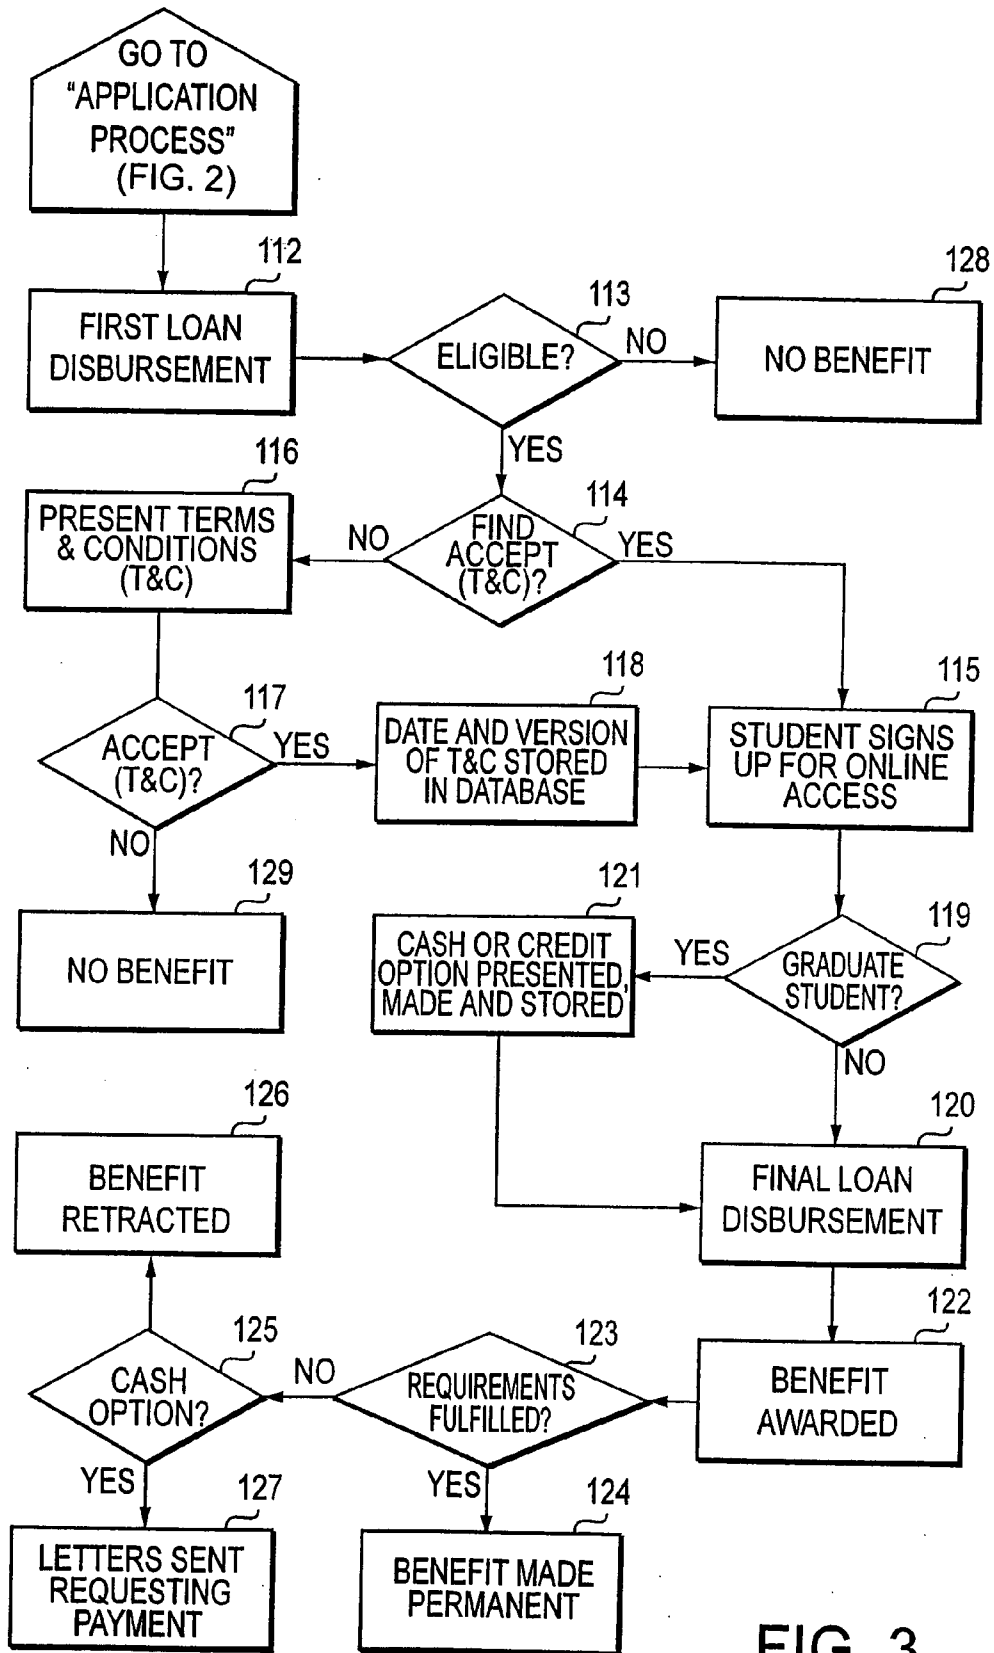 GO TO
"APPLICATION
PROCESS"
(FIG. 2)
112
FIRST LOAN
DISBURSEMENT
113
ELIGIBLE?
NO
128
NO BENEFIT
YES
114
FIND
ACCEPT
(T&C)?
NO
YES
116
PRESENT TERMS
& CONDITIONS
(T&C)
117
ACCEPT
(T&C)?
YES
NO
118
DATE AND VERSION
OF T&C STORED
IN DATABASE
115
STUDENT SIGNS
UP FOR ONLINE
ACCESS
129
NO BENEFIT
121
CASH OR CREDIT
OPTION PRESENTED,
MADE AND STORED
YES
119
GRADUATE
STUDENT?
NO
126
BENEFIT
RETRACTED
120
FINAL LOAN
DISBURSEMENT
125
CASH
OPTION?
NO
123
REQUIREMENTS
FULFILLED?
122
BENEFIT
AWARDED
YES
127
LETTERS SENT
REQUESTING
PAYMENT
YES
124
BENEFIT MADE
PERMANENT
FIG. 3